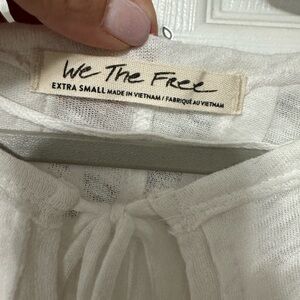 We The Free
EXTRA SMALL MADE IN VIETNAM / FABRIQUÉ AU VIETNAM